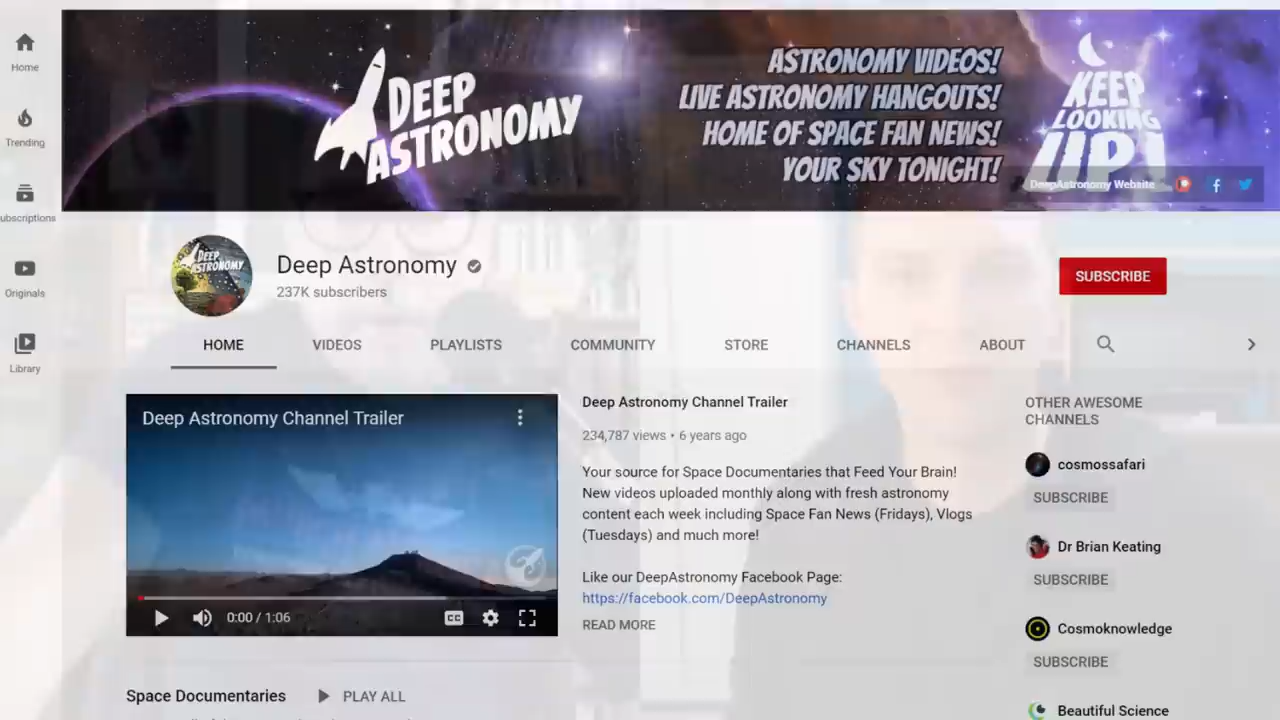 Home
Trending
ubscriptions
Originals
Library
DEEP
ASTRONOMY
ASTRONOMY VIDEOS!
LIVE ASTRONOMY HANGOUTS!
HOME OF SPACE FAN NEWS!
YOUR SKY TONIGHT!
KEEP
LOOKING
UP!
DeepAstronomy Website
DEEP
ASTRONOMY
Deep Astronomy
237K subscribers
SUBSCRIBE
HOME VIDEOS PLAYLISTS COMMUNITY STORE CHANNELS ABOUT
Deep Astronomy Channel Trailer
0:00 / 1:06
CC
Deep Astronomy Channel Trailer
234,787 views • 6 years ago
Your source for Space Documentaries that Feed Your Brain!
New videos uploaded monthly along with fresh astronomy
content each week including Space Fan News (Fridays), Vlogs
(Tuesdays) and much more!
Like our DeepAstronomy Facebook Page:
https://facebook.com/DeepAstronomy
READ MORE
OTHER AWESOME
CHANNELS
cosmossafari
SUBSCRIBE
Dr Brian Keating
SUBSCRIBE
Cosmoknowledge
SUBSCRIBE
Beautiful Science
Space Documentaries PLAY ALL